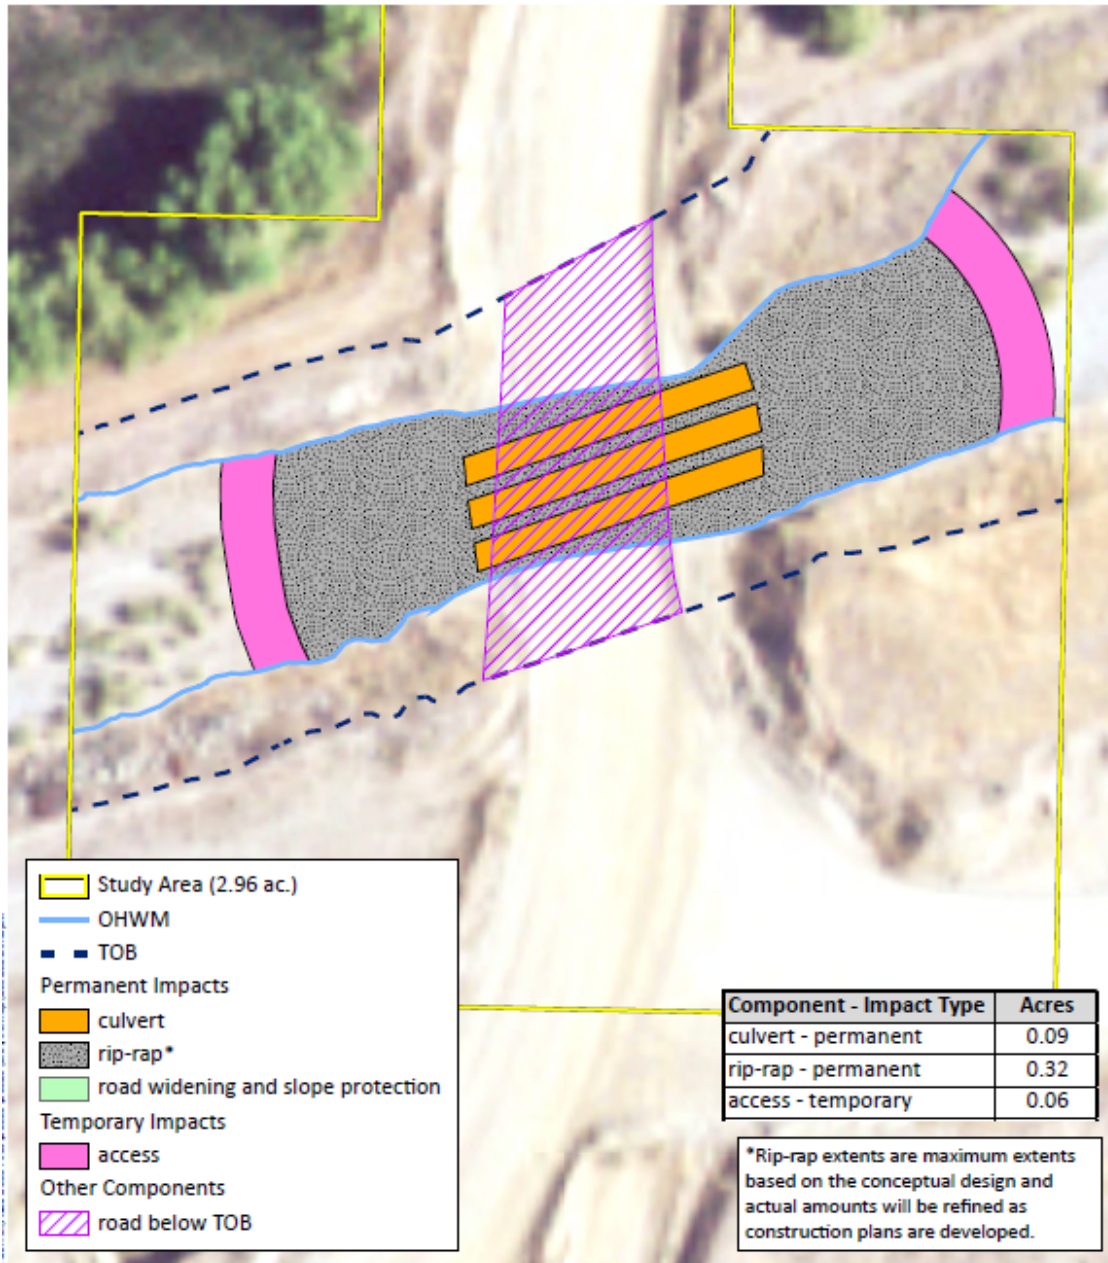 Study Area (2.96 ac.)
OHWM
TOB
Permanent Impacts
culvert
rip-rap*
road widening and slope protection
Temporary Impacts
access
Other Components
road below TOB
Component - Impact Type Acres
culvert - permanent 0.09
rip-rap - permanent 0.32
access - temporary 0.06
*Rip-rap extents are maximum extents
based on the conceptual design and
actual amounts will be refined as
construction plans are developed.